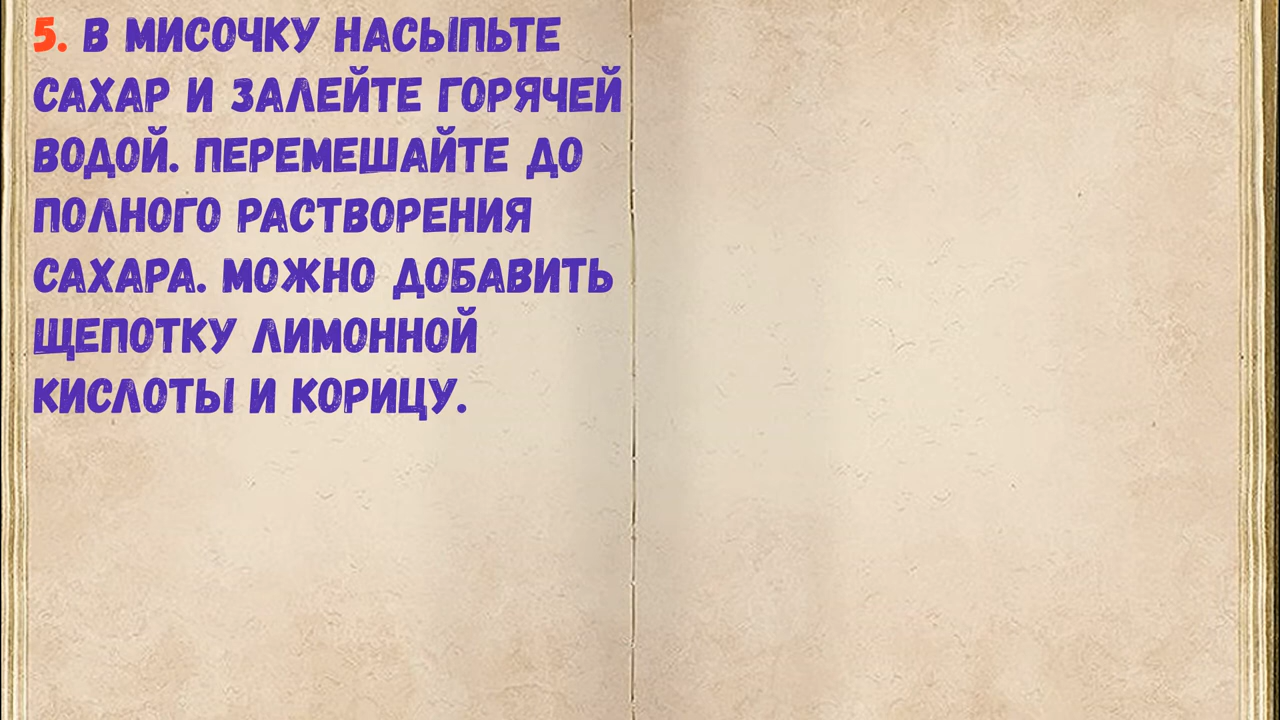 5. В МИСОЧКУ НАСЫПЬТЕ
САХАР И ЗАЛЕЙТЕ ГОРЯЧЕЙ
ВОДОЙ. ПЕРЕМЕШАЙТЕ ДО
ПОЛНОГО РАСТВОРЕНИЯ
САХАРА. МОЖНО ДОБАВИТЬ
ЩЕПОТКУ ЛИМОННОЙ
КИСЛОТЫ И КОРИЦУ.